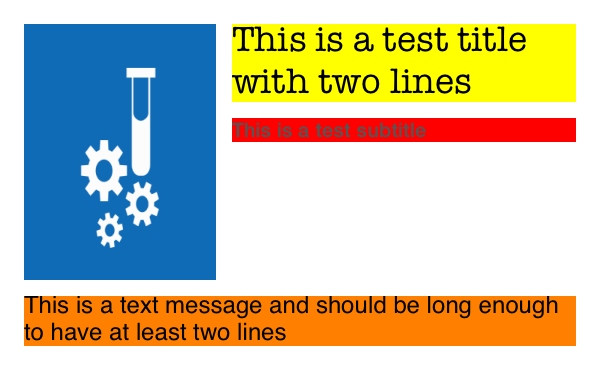 This is a test title
with two lines
This is a test subtitle
This is a text message and should be long enough
to have at least two lines